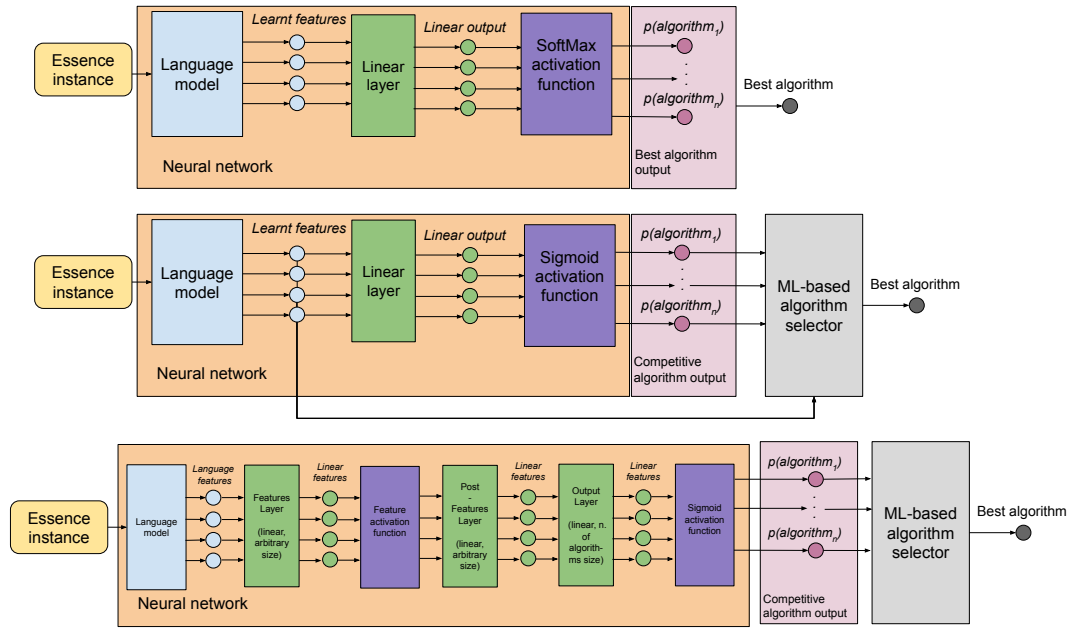 Learnt features
Linear output
p(algorithm1)
Essence
instance
Language
model
Linear
layer
SoftMax
activation
function
p(algorithmn)
Best algorithm
Neural network
Best algorithm
output
Learnt features
Linear output
p(algorithm1)
Essence
instance
Language
model
Linear
layer
Sigmoid
activation
function
p(algorithmn)
ML-based
algorithm
selector
Best algorithm
Neural network
Competitive
algorithm output
Essence
instance
Language
model
Language
features
Features
Layer
(linear,
arbitrary
size)
Linear
features
Feature
activation
function
Post
-
Features
Layer
(linear,
arbitrary
size)
Linear
features
Output
Layer
(linear, n.
of
algorith-
ms size)
Linear
features
Sigmoid
activation
function
p(algorithm1)
p(algorithmn)
ML-based
algorithm
selector
Best algorithm
Neural network
Competitive
algorithm output